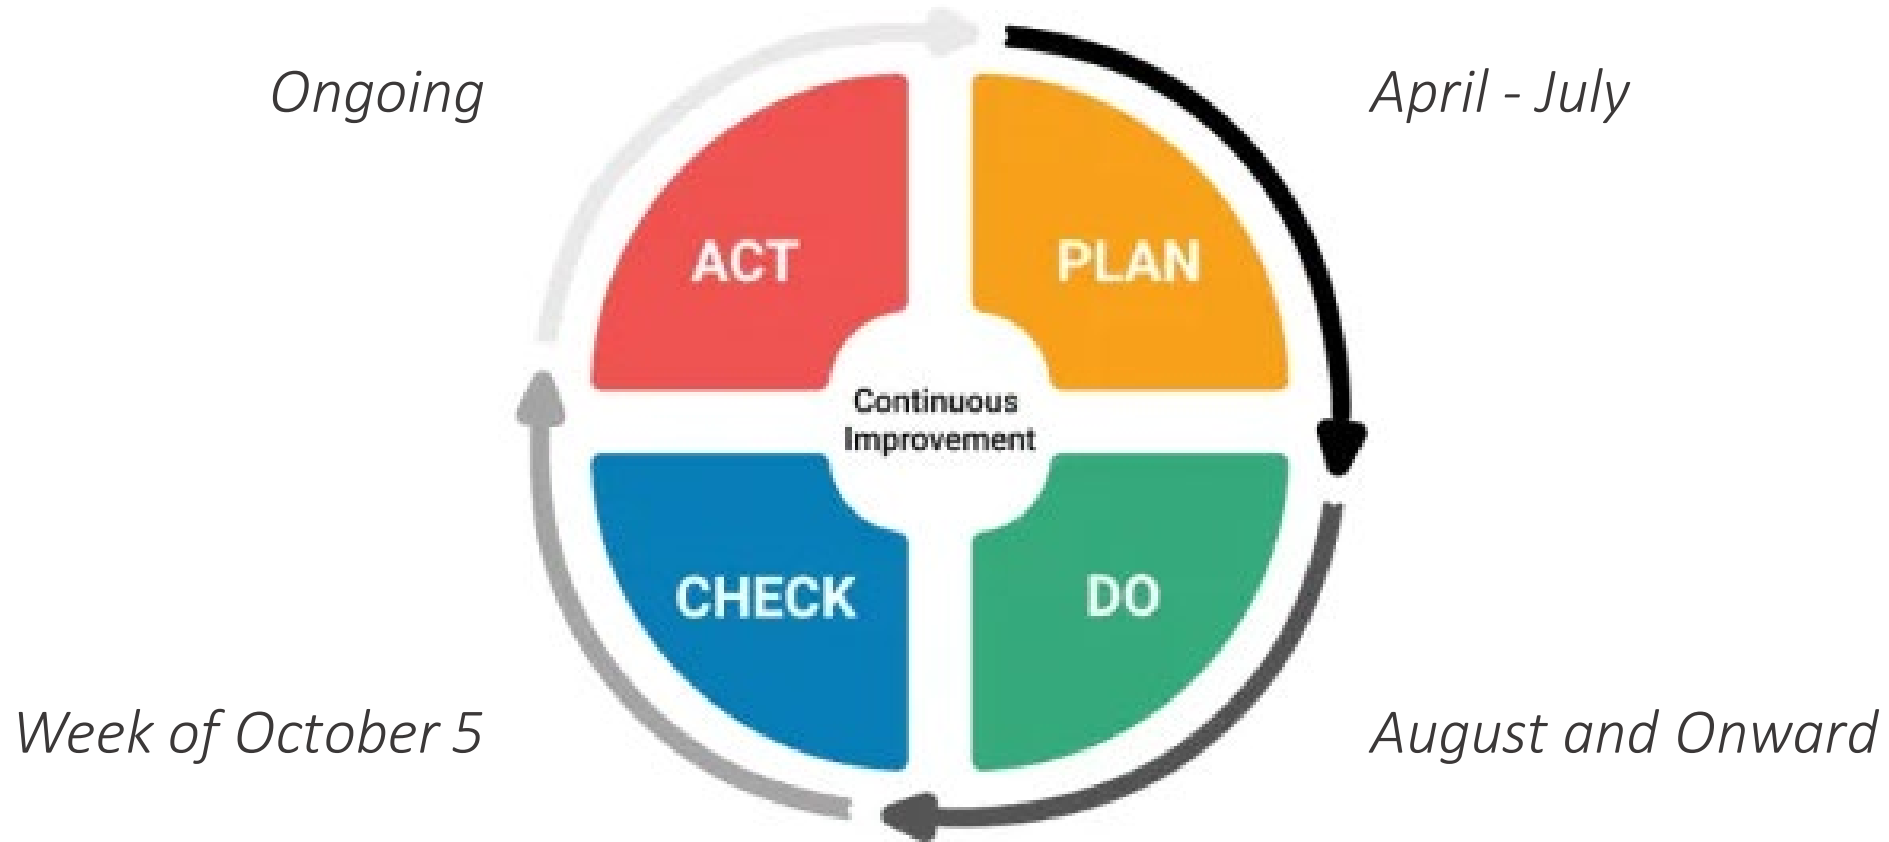 Ongoing
April - July
ACT
PLAN
Continuous
Improvement
CHECK
DO
Week of October 5
August and Onward